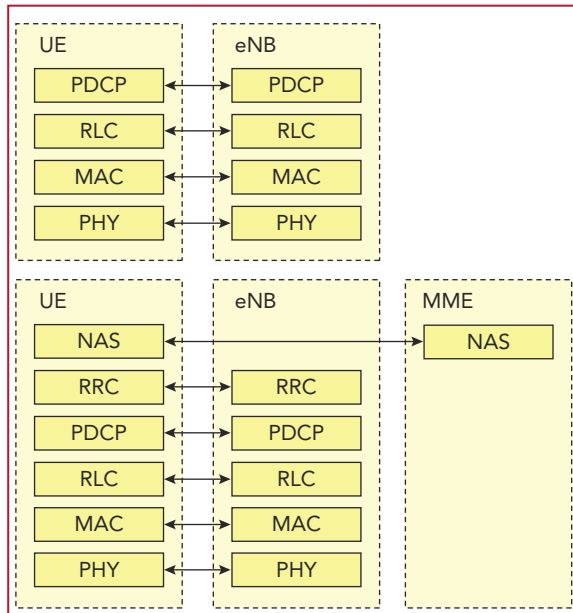 UE eNB
PDCP PDCP
RLC RLC
MAC MAC
PHY PHY
UE eNB MME
NAS NAS
RRC RRC
PDCP PDCP
RLC RLC
MAC MAC
PHY PHY